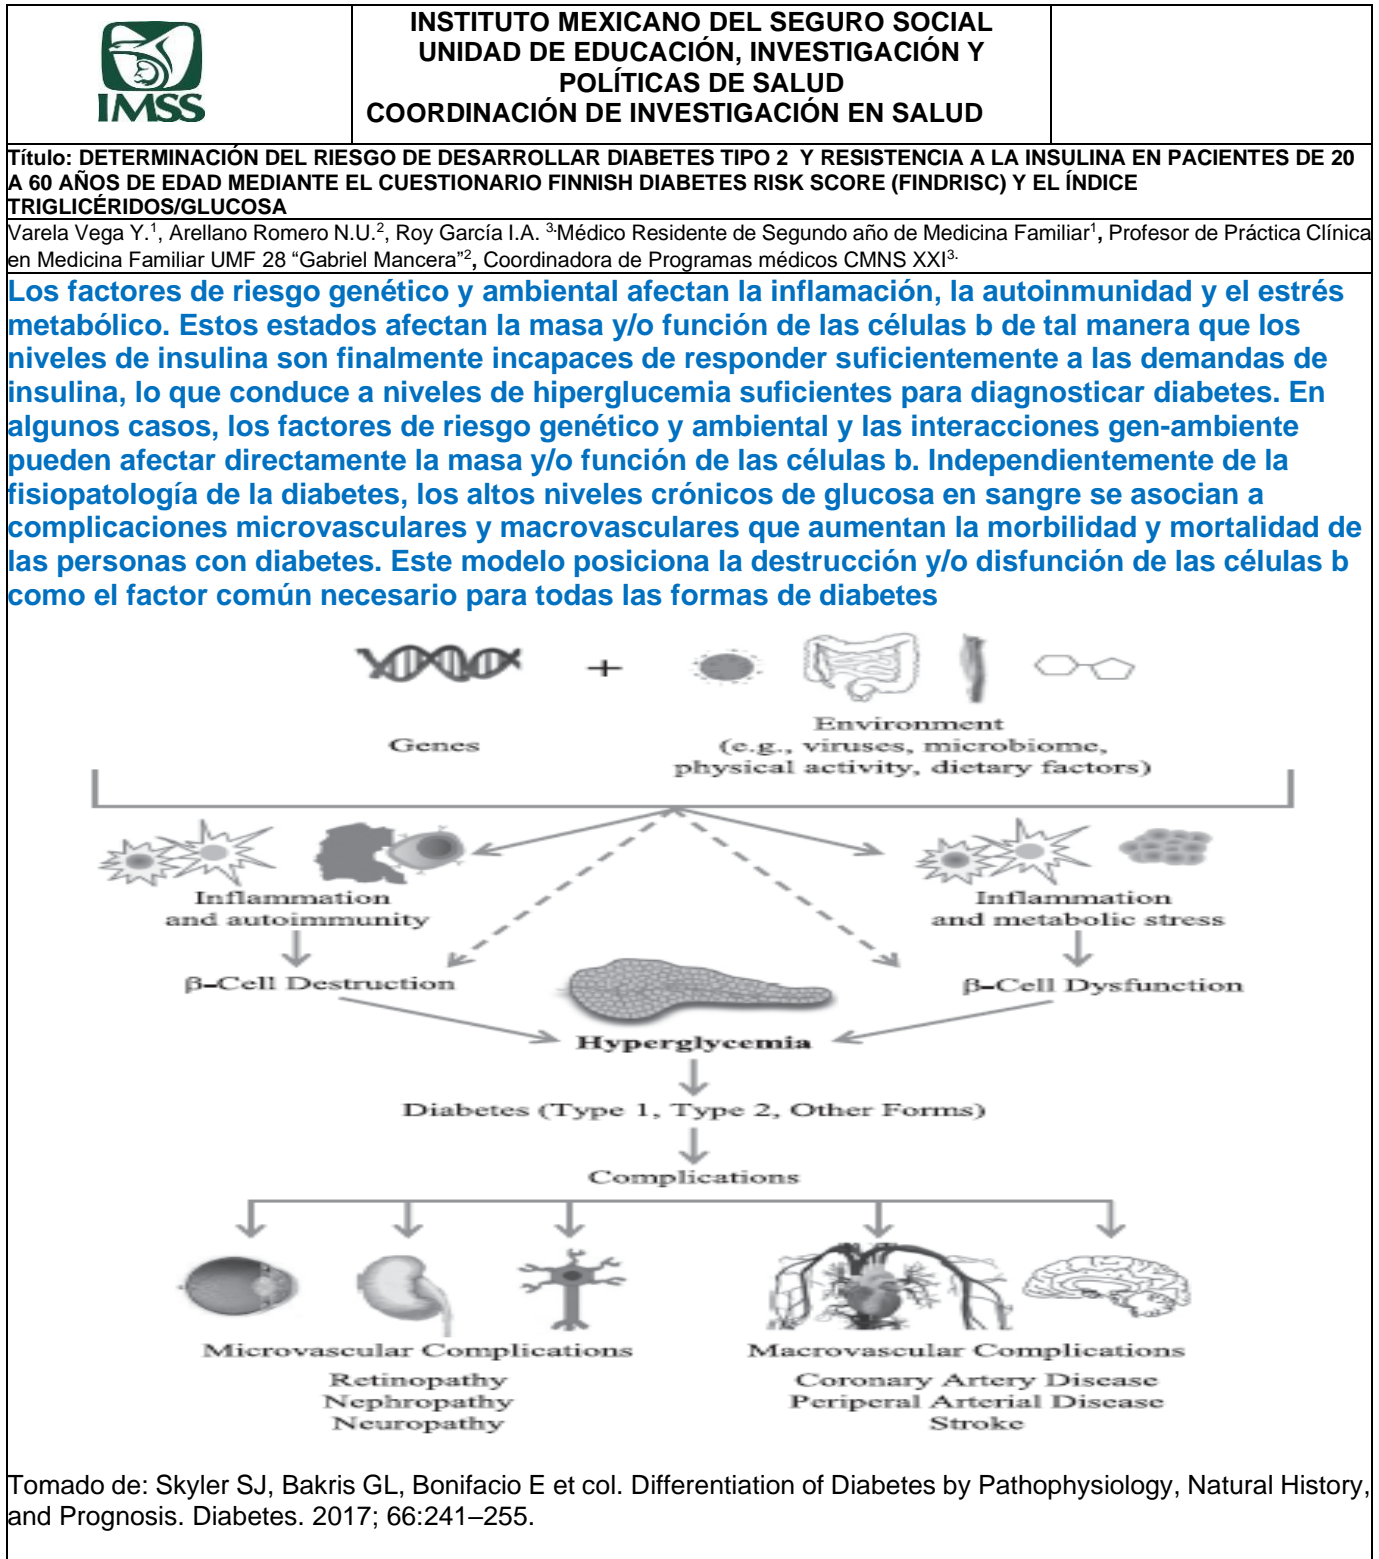 IMSS
INSTITUTO MEXICANO DEL SEGURO SOCIAL
UNIDAD DE EDUCACIÓN, INVESTIGACIÓN Y
POLÍTICAS DE SALUD
COORDINACIÓN DE INVESTIGACIÓN EN SALUD
Título: DETERMINACIÓN DEL RIESGO DE DESARROLLAR DIABETES TIPO 2 Y RESISTENCIA A LA INSULINA EN PACIENTES DE 20
A 60 AÑOS DE EDAD MEDIANTE EL CUESTIONARIO FINNISH DIABETES RISK SCORE (FINDRISC) Y EL ÍNDICE
TRIGLICÉRIDOS/GLUCOSA
Varela Vega Y.¹, Arellano Romero N.U.², Roy García I.A. ³·Médico Residente de Segundo año de Medicina Familiar¹, Profesor de Práctica Clínica
en Medicina Familiar UMF 28 “Gabriel Mancera”², Coordinadora de Programas médicos CMNS XXI³·
Los factores de riesgo genético y ambiental afectan la inflamación, la autoinmunidad y el estrés
metabólico. Estos estados afectan la masa y/o función de las células b de tal manera que los
niveles de insulina son finalmente incapaces de responder suficientemente a las demandas de
insulina, lo que conduce a niveles de hiperglucemia suficientes para diagnosticar diabetes. En
algunos casos, los factores de riesgo genético y ambiental y las interacciones gen-ambiente
pueden afectar directamente la masa y/o función de las células b. Independientemente de la
fisiopatología de la diabetes, los altos niveles crónicos de glucosa en sangre se asocian a
complicaciones microvasculares y macrovasculares que aumentan la morbilidad y mortalidad de
las personas con diabetes. Este modelo posiciona la destrucción y/o disfunción de las células b
como el factor común necesario para todas las formas de diabetes
+
Genes
Environment
(e.g., viruses, microbiome,
physical activity, dietary factors)
Inflammation
and autoimmunity
Inflammation
and metabolic stress
β-Cell Destruction
β-Cell Dysfunction
Hyperglycemia
Diabetes (Type 1, Type 2, Other Forms)
Complications
Microvascular Complications
Retinopathy
Nephropathy
Neuropathy
Macrovascular Complications
Coronary Artery Disease
Periperal Arterial Disease
Stroke
Tomado de: Skyler SJ, Bakris GL, Bonifacio E et col. Differentiation of Diabetes by Pathophysiology, Natural History,
and Prognosis. Diabetes. 2017; 66:241–255.